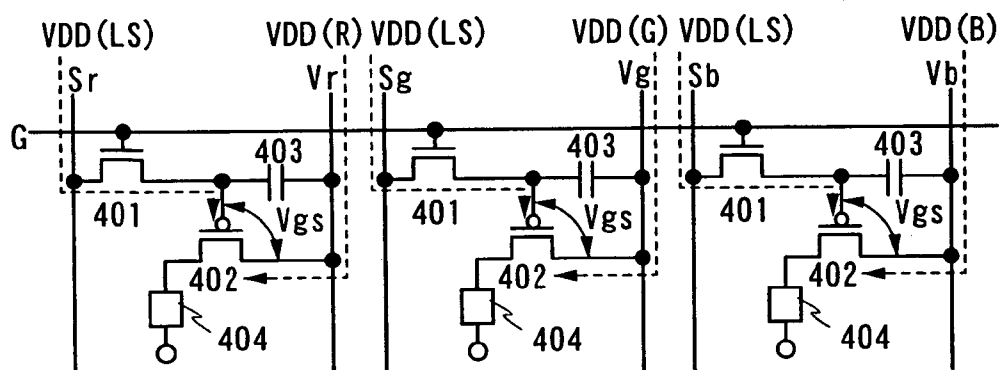 VDD(LS) VDD(R) VDD(LS) VDD(G) VDD(LS) VDD(B)
Sr Vr Sg Vg Sb Vb
G
403 403 403
401 Vgs 401 Vgs 401 Vgs
402 402 402
404 404 404